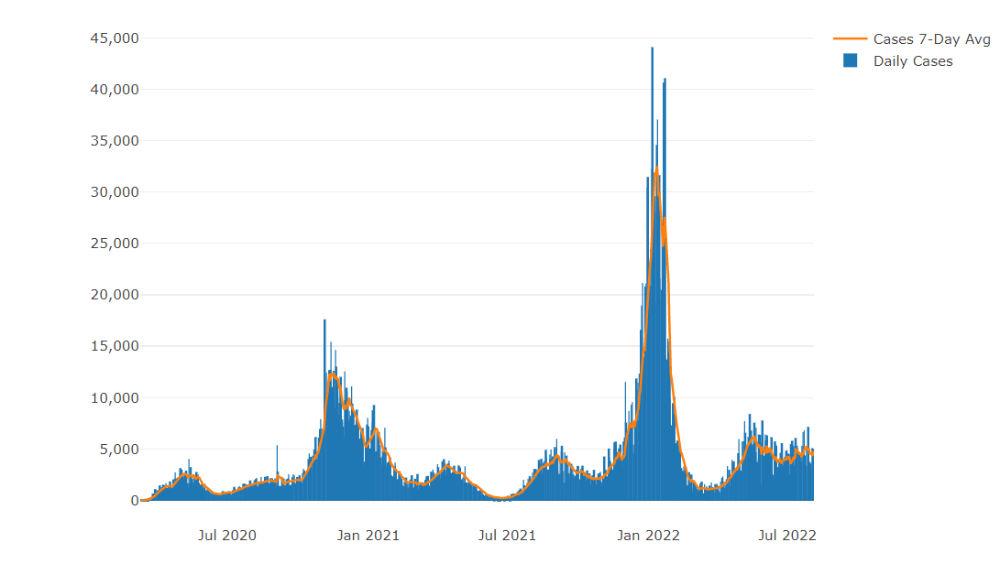 45,000
40,000
35,000
30,000
25,000
20,000
15,000
10,000
5,000
0
Jul 2020
Jan 2021
Jul 2021
Jan 2022
Jul 2022
Cases 7-Day Avg
Daily Cases